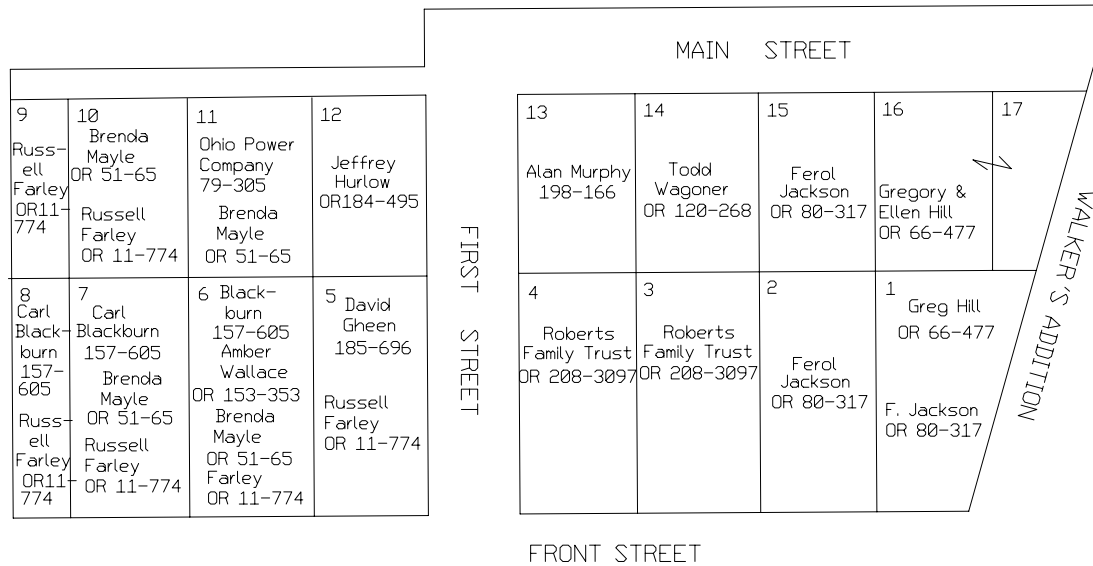 MAIN STREET
9
Russ-
ell
Farley
OR11-
774
10
Brenda
Mayle
OR 51-65
Russell
Farley
OR 11-774
11
Ohio Power
Company
79-305
Brenda
Mayle
OR 51-65
12
Jeffrey
Hurlow
OR184-495
13
Alan Murphy
198-166
14
Todd
Wagoner
OR 120-268
15
Ferol
Jackson
OR 80-317
16
Gregory &
Ellen Hill
OR 66-477
17
FIRST STREET
WALKER'S ADDITION
8
Carl
Black-
burn
157-
605
Russ-
ell
Farley
OR11-
774
7
Carl
Blackburn
157-605
Brenda
Mayle
OR 51-65
Russell
Farley
OR 11-774
6 Black-
burn
157-605
Amber
Wallace
OR 153-353
Brenda
Mayle
OR 51-65
Farley
OR 11-774
5 David
Gheen
185-696
Russell
Farley
OR 11-774
4
Roberts
Family Trust
OR 208-3097
3
Roberts
Family Trust
OR 208-3097
2
Ferol
Jackson
OR 80-317
1
Greg Hill
OR 66-477
F. Jackson
OR 80-317
FRONT STREET